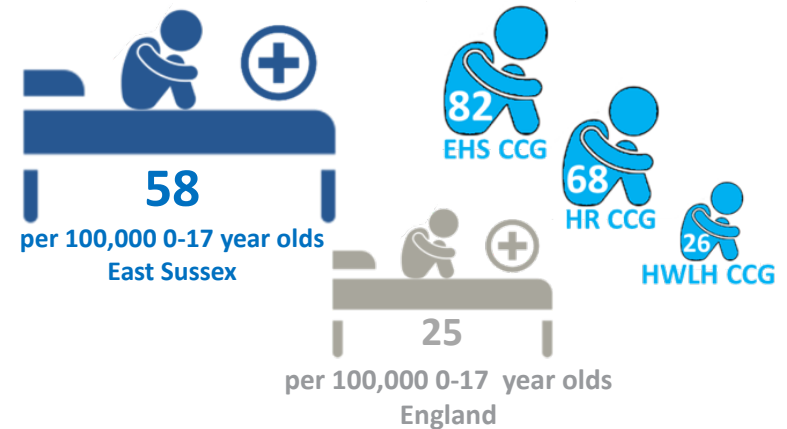 58
per 100,000 0-17 year olds
East Sussex
82
EHS CCG
68
HR CCG
26
HWLH CCG
25
per 100,000 0-17 year olds
England